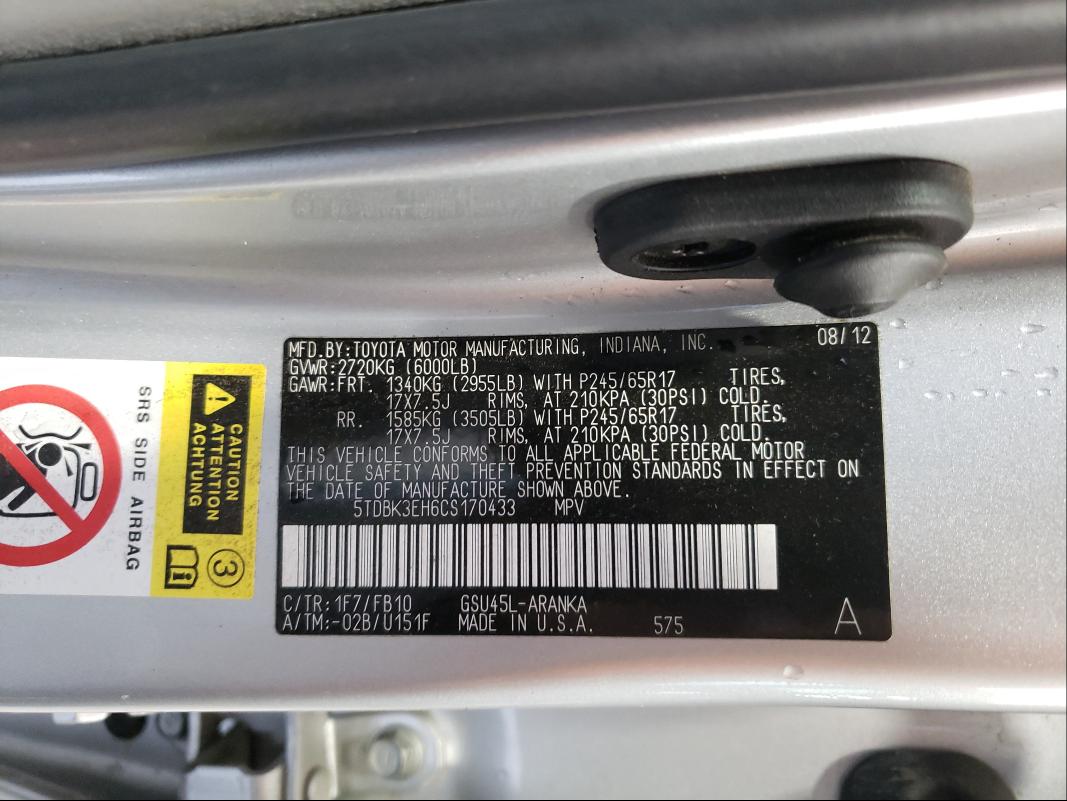 MFD.BY:TOYOTA MOTOR MANUFACTURING, INDIANA, INC. 08/12
GVWR:2720KG (6000LB)
GAWR:FRT. 1340KG (2955LB) WITH P245/65R17 TIRES,
17X7.5J RIMS, AT 210KPA (30PSI) COLD.
RR. 1585KG (3505LB) WITH P245/65R17 TIRES,
17X7.5J RIMS, AT 210KPA (30PSI) COLD.
THIS VEHICLE CONFORMS TO ALL APPLICABLE FEDERAL MOTOR
VEHICLE SAFETY AND THEFT PREVENTION STANDARDS IN EFFECT ON
THE DATE OF MANUFACTURE SHOWN ABOVE.
5TDBK3EH6CS170433 MPV
C/TR:1F7/FB10 GSU45L-ARANKA
A/TM:-02B/U151F MADE IN U.S.A. 575 A
CAUTION
ATTENTION
ACHTUNG
SRS SIDE AIRBAG
3